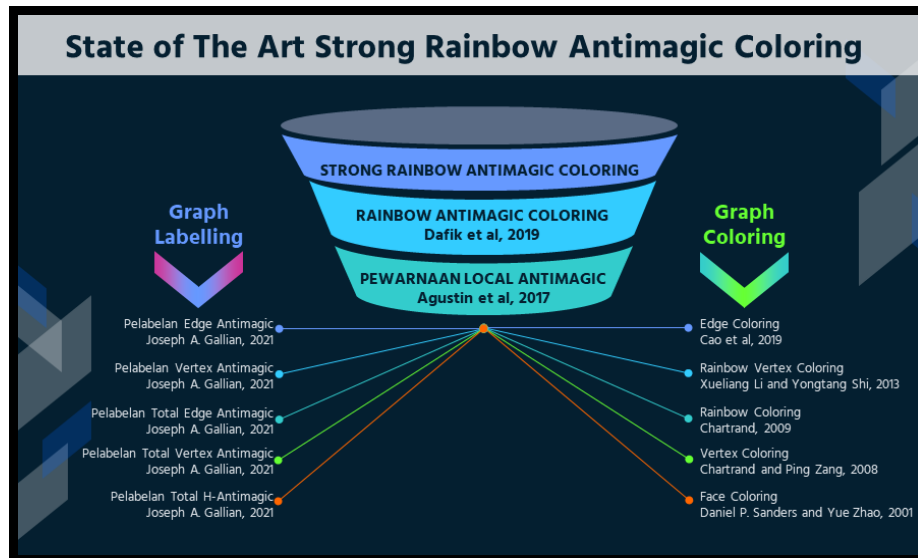 State of The Art Strong Rainbow Antimagic Coloring
STRONG RAINBOW ANTIMAGIC COLORING
RAINBOW ANTIMAGIC COLORING
Dafik et al, 2019
PEWARNAAN LOCAL ANTIMAGIC
Agustin et al, 2017
Graph
Labelling
Pelabelan Edge Antimagic
Joseph A. Gallian, 2021
Pelabelan Vertex Antimagic
Joseph A. Gallian, 2021
Pelabelan Total Edge Antimagic
Joseph A. Gallian, 2021
Pelabelan Total Vertex Antimagic
Joseph A. Gallian, 2021
Pelabelan Total H-Antimagic
Joseph A. Gallian, 2021
Graph
Coloring
Edge Coloring
Cao et al, 2019
Rainbow Vertex Coloring
Xueliang Li and Yongtang Shi, 2013
Rainbow Coloring
Chartrand, 2009
Vertex Coloring
Chartrand and Ping Zang, 2008
Face Coloring
Daniel P. Sanders and Yue Zhao, 2001